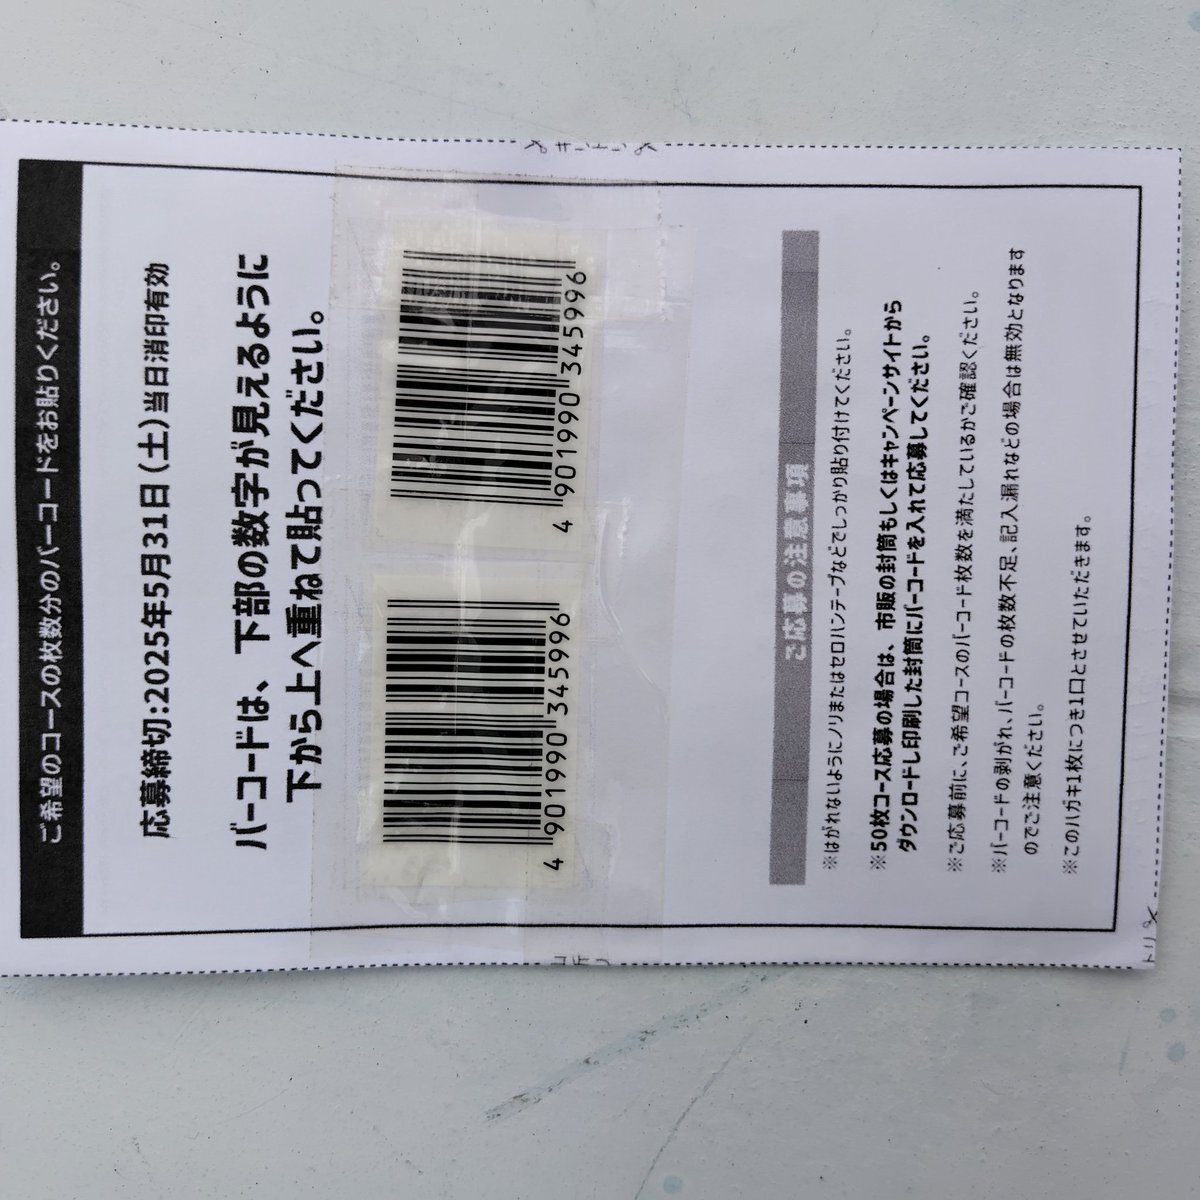 ご希望のコースの枚数分のバーコードをお貼りください。
応募締切:2025年5月31日(土)当日消印有効
バーコードは、下部の数字が見えるように
下から上へ重ねて貼ってください。
4 901990 345996
4 901990 345996
ご応募の注意事項
※はがれないようにノリまたはセロハンテープなどでしっかり貼り付けてください。
※50枚コース応募の場合は、市販の封筒もしくはキャンペーンサイトから
ダウンロードし印刷した封筒にバーコードを入れて応募してください。
※ご応募前に、ご希望コースのバーコード枚数を満たしているかご確認ください。
※バーコードの剥がれ、バーコードの枚数不足、記入漏れなどの場合は無効となります
のでご注意ください。
※このハガキ1枚につき1口とさせていただきます。